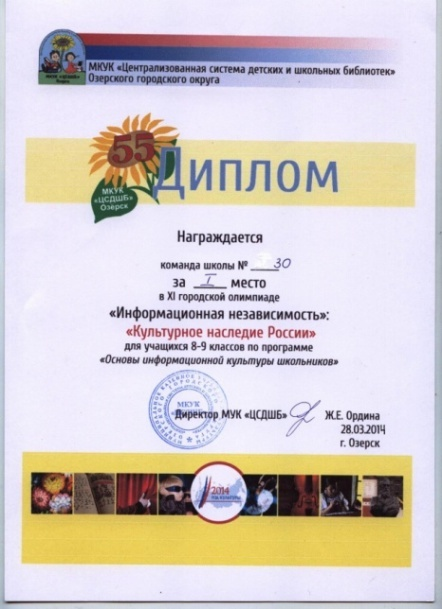 МКУК «Централизованная система детских и школьных библиотек»
Озерского городского округа
55
МКУК
«ЦСДШБ»
Озёрск
Диплом
Награждается
команда школы № 30
за I место
в XI городской олимпиаде
«Информационная независимость»:
«Культурное наследие России»
для учащихся 8-9 классов по программе
«Основы информационной культуры школьников»
МКУК
Директор МУК «ЦСДШБ» Ж.Е. Ордина
28.03.2014
г. Озерск
2014